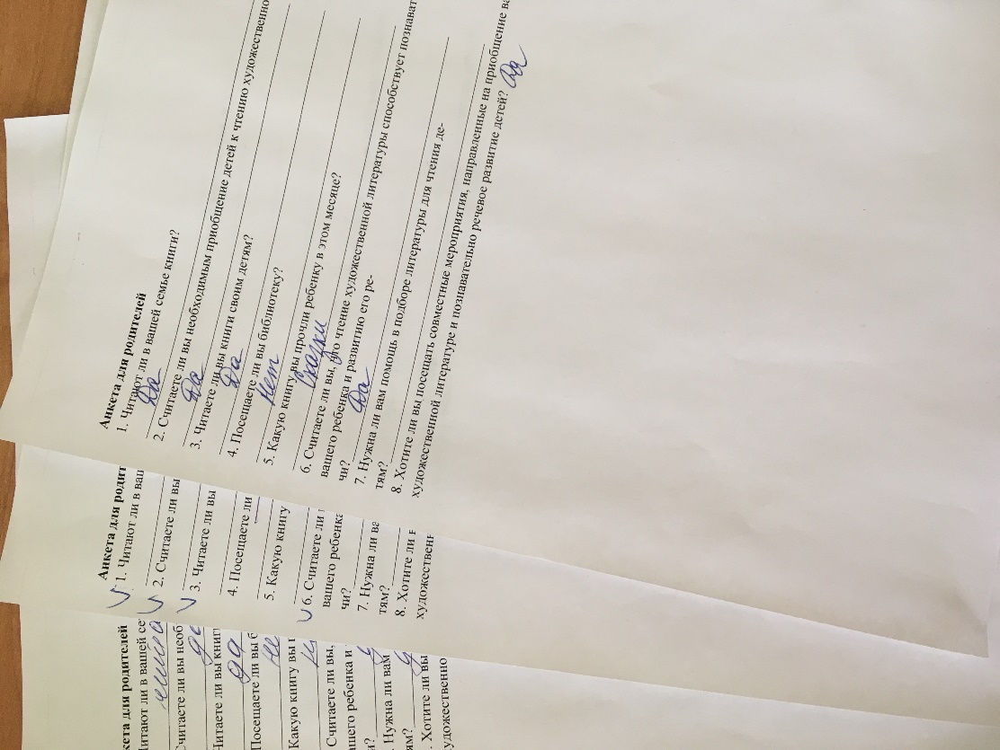 Анкета для родителей
1. Читают ли в вашей семье книги?
Да
2. Считаете ли вы необходимым приобщение детей к чтению художественно
Да
3. Читаете ли вы книги своим детям?
Да
4. Посещаете ли вы библиотеку?
Нет
5. Какую книгу вы прочли ребенку в этом месяце?
Сказки
6. Считаете ли вы, что чтение художественной литературы способствует познават
вашего ребенка и развитию его ре-
чи?
Да
7. Нужна ли вам помощь в подборе литературы для чтения де-
тям?
8. Хотите ли вы посещать совместные мероприятия, направленные на приобщение ва
художественной литературе и познавательно речевое развитие детей? Да
Анкета для родит
1. Читают ли в ваш
2. Считаете ли вы
3. Читаете ли вы
4. Посещаете ли
5. Какую книгу
6. Считаете ли
вашего ребенка
чи?
7. Нужна ли ва
тям?
8. Хотите ли в
художественн
кета для родителей
Читают ли в вашей се
Считаете ли вы необ
Читаете ли вы книг
да
Посещаете ли вы б
Какую книгу вы п
Считаете ли вы,
ашего ребенка и
и?
Нужна ли вам
ям?
. Хотите ли вы
удожественно